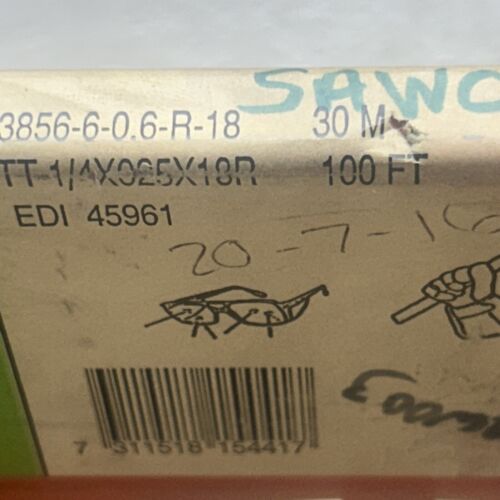 SAWC
3856-6-0.6-R-18 30 M
TT-1/4X025X18R 100 FT
EDI 45961
20-7-16
7 311518 154417